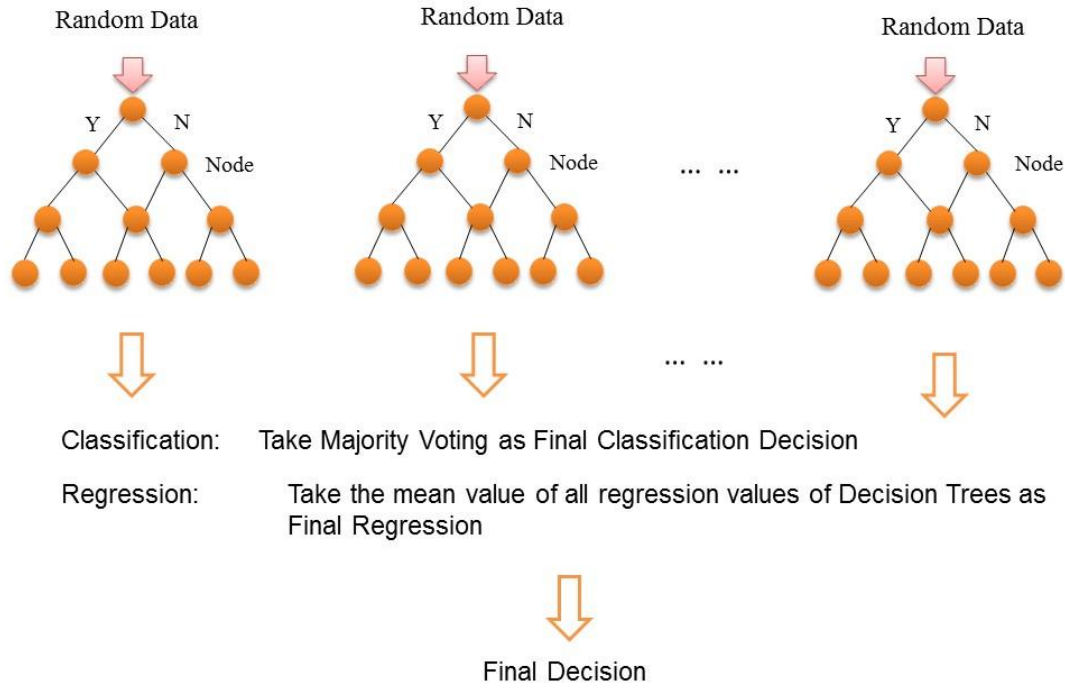 Random Data
Random Data
Random Data
Y
N
Y
N
Y
N
Node
Node
... ...
Node
... ...
Classification: Take Majority Voting as Final Classification Decision
Regression: Take the mean value of all regression values of Decision Trees as
Final Regression
Final Decision